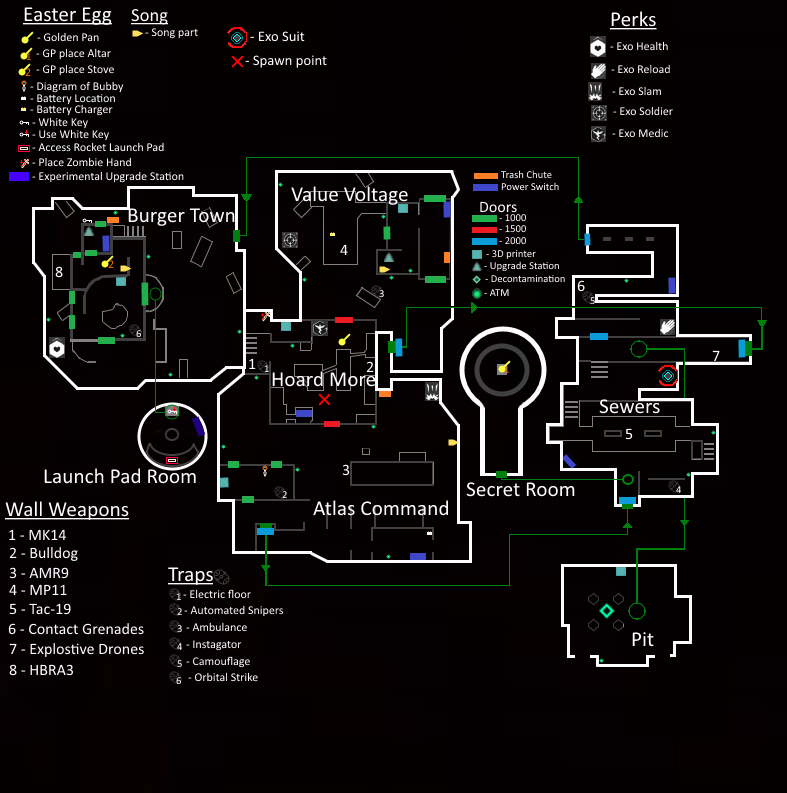 Easter Egg
- Golden Pan
1 - GP place Altar
2 - GP place Stove
- Diagram of Bubby
- Battery Location
- Battery Charger
- White Key
- Use White Key
- Access Rocket Launch Pad
- Place Zombie Hand
- Experimental Upgrade Station
Song
- Song part
- Exo Suit
- Spawn point
Perks
- Exo Health
- Exo Reload
- Exo Slam
- Exo Soldier
- Exo Medic
Trash Chute
Power Switch
Doors
- 1000
- 1500
- 2000
- 3D printer
- Upgrade Station
- Decontamination
- ATM
Burger Town
8
2
6
Value Voltage
4
3
Hoard More
1
1
2
Atlas Command
3
2
Launch Pad Room
Secret Room
1
6
5
7
Sewers
5
4
Pit
Wall Weapons
1 - MK14
2 - Bulldog
3 - AMR9
4 - MP11
5 - Tac-19
6 - Contact Grenades
7 - Explostive Drones
8 - HBRA3
Traps
1 - Electric floor
2 - Automated Snipers
3 - Ambulance
4 - Instagator
5 - Camouflage
6 - Orbital Strike